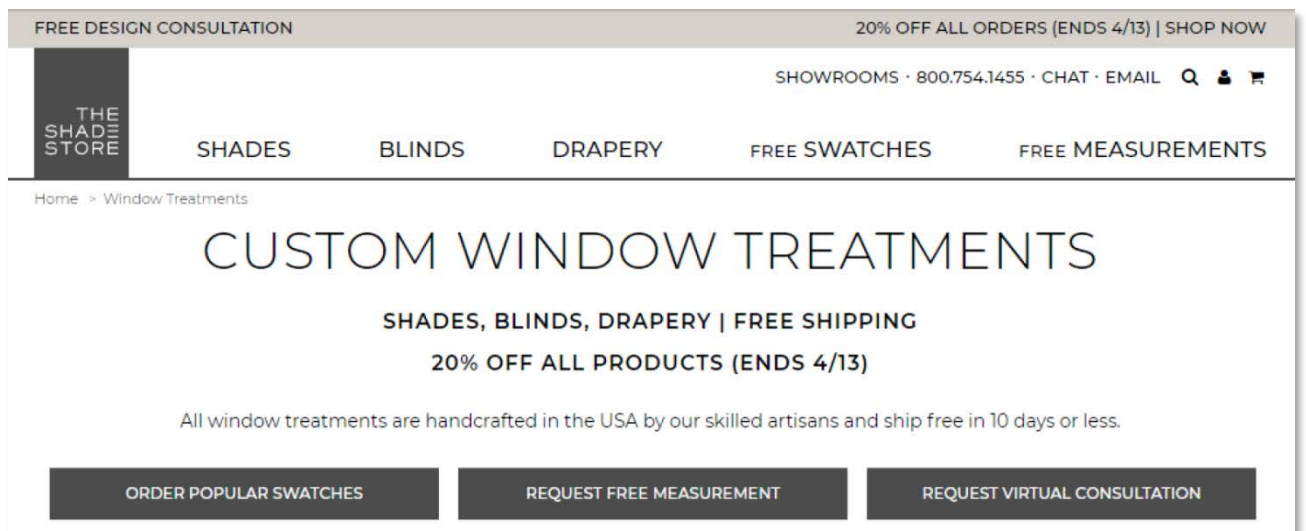 FREE DESIGN CONSULTATION
20% OFF ALL ORDERS (ENDS 4/13) | SHOP NOW
SHOWROOMS · 800.754.1455 · CHAT · EMAIL
THE
SHADE
STORE
SHADES BLINDS DRAPERY FREE SWATCHES FREE MEASUREMENTS
Home > Window Treatments
CUSTOM WINDOW TREATMENTS
SHADES, BLINDS, DRAPERY | FREE SHIPPING
20% OFF ALL PRODUCTS (ENDS 4/13)
All window treatments are handcrafted in the USA by our skilled artisans and ship free in 10 days or less.
ORDER POPULAR SWATCHES
REQUEST FREE MEASUREMENT
REQUEST VIRTUAL CONSULTATION